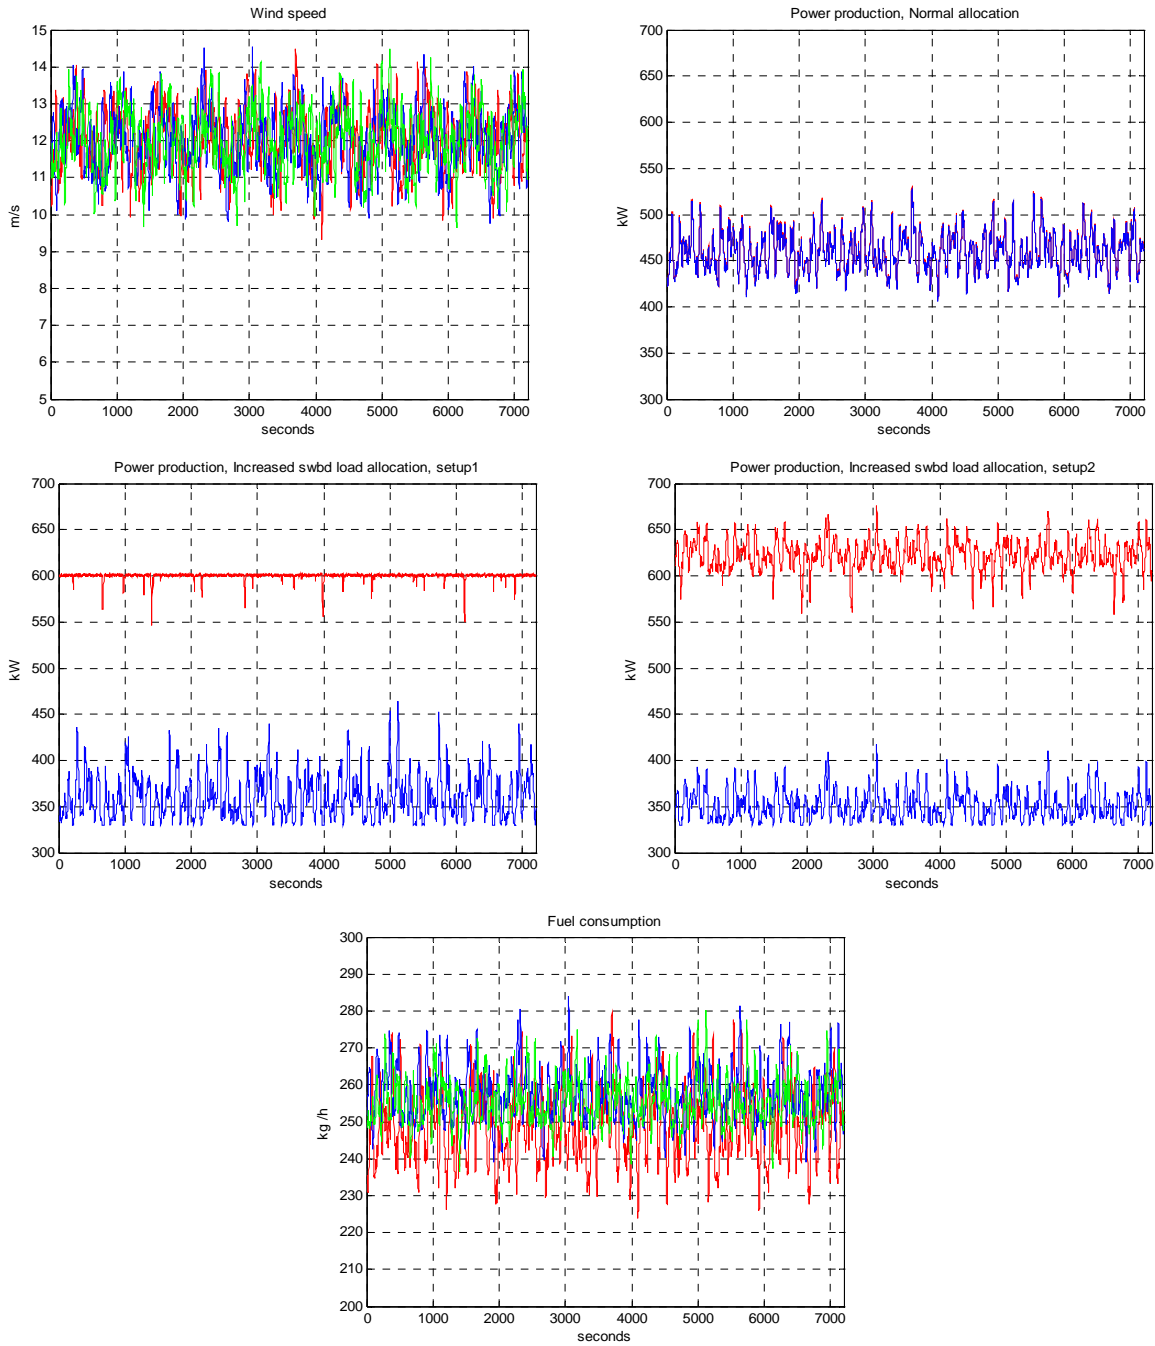 Wind speed
15
14
13
12
11
10
9
8
7
6
5
m/s
0 1000 2000 3000 4000 5000 6000 7000
seconds
Power production, Normal allocation
700
650
600
550
500
450
400
350
300
kW
0 1000 2000 3000 4000 5000 6000 7000
seconds
Power production, Increased swbd load allocation, setup1
700
650
600
550
500
450
400
350
300
kW
0 1000 2000 3000 4000 5000 6000 7000
seconds
Power production, Increased swbd load allocation, setup2
700
650
600
550
500
450
400
350
300
kW
0 1000 2000 3000 4000 5000 6000 7000
seconds
Fuel consumption
300
290
280
270
260
250
240
230
220
210
200
kg /h
0 1000 2000 3000 4000 5000 6000 7000
seconds